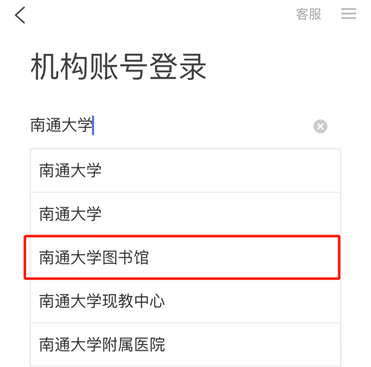 客服
机构账号登录
南通大学
南通大学
南通大学
南通大学图书馆
南通大学现教中心
南通大学附属医院